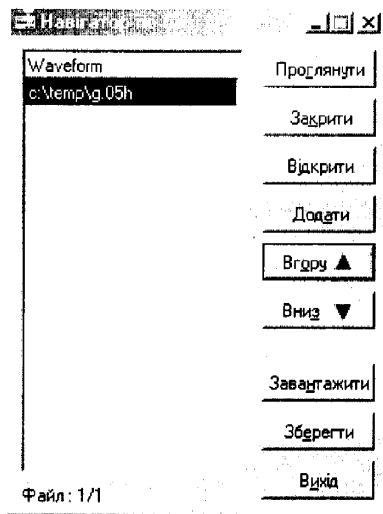 Навігатор
Waveform
c:\temp\g.05h
Проглянути
Закрити
Відкрити
Додати
Вгору ▲
Вниз ▼
Завантажити
Зберегти
Вихід
Файл: 1/1